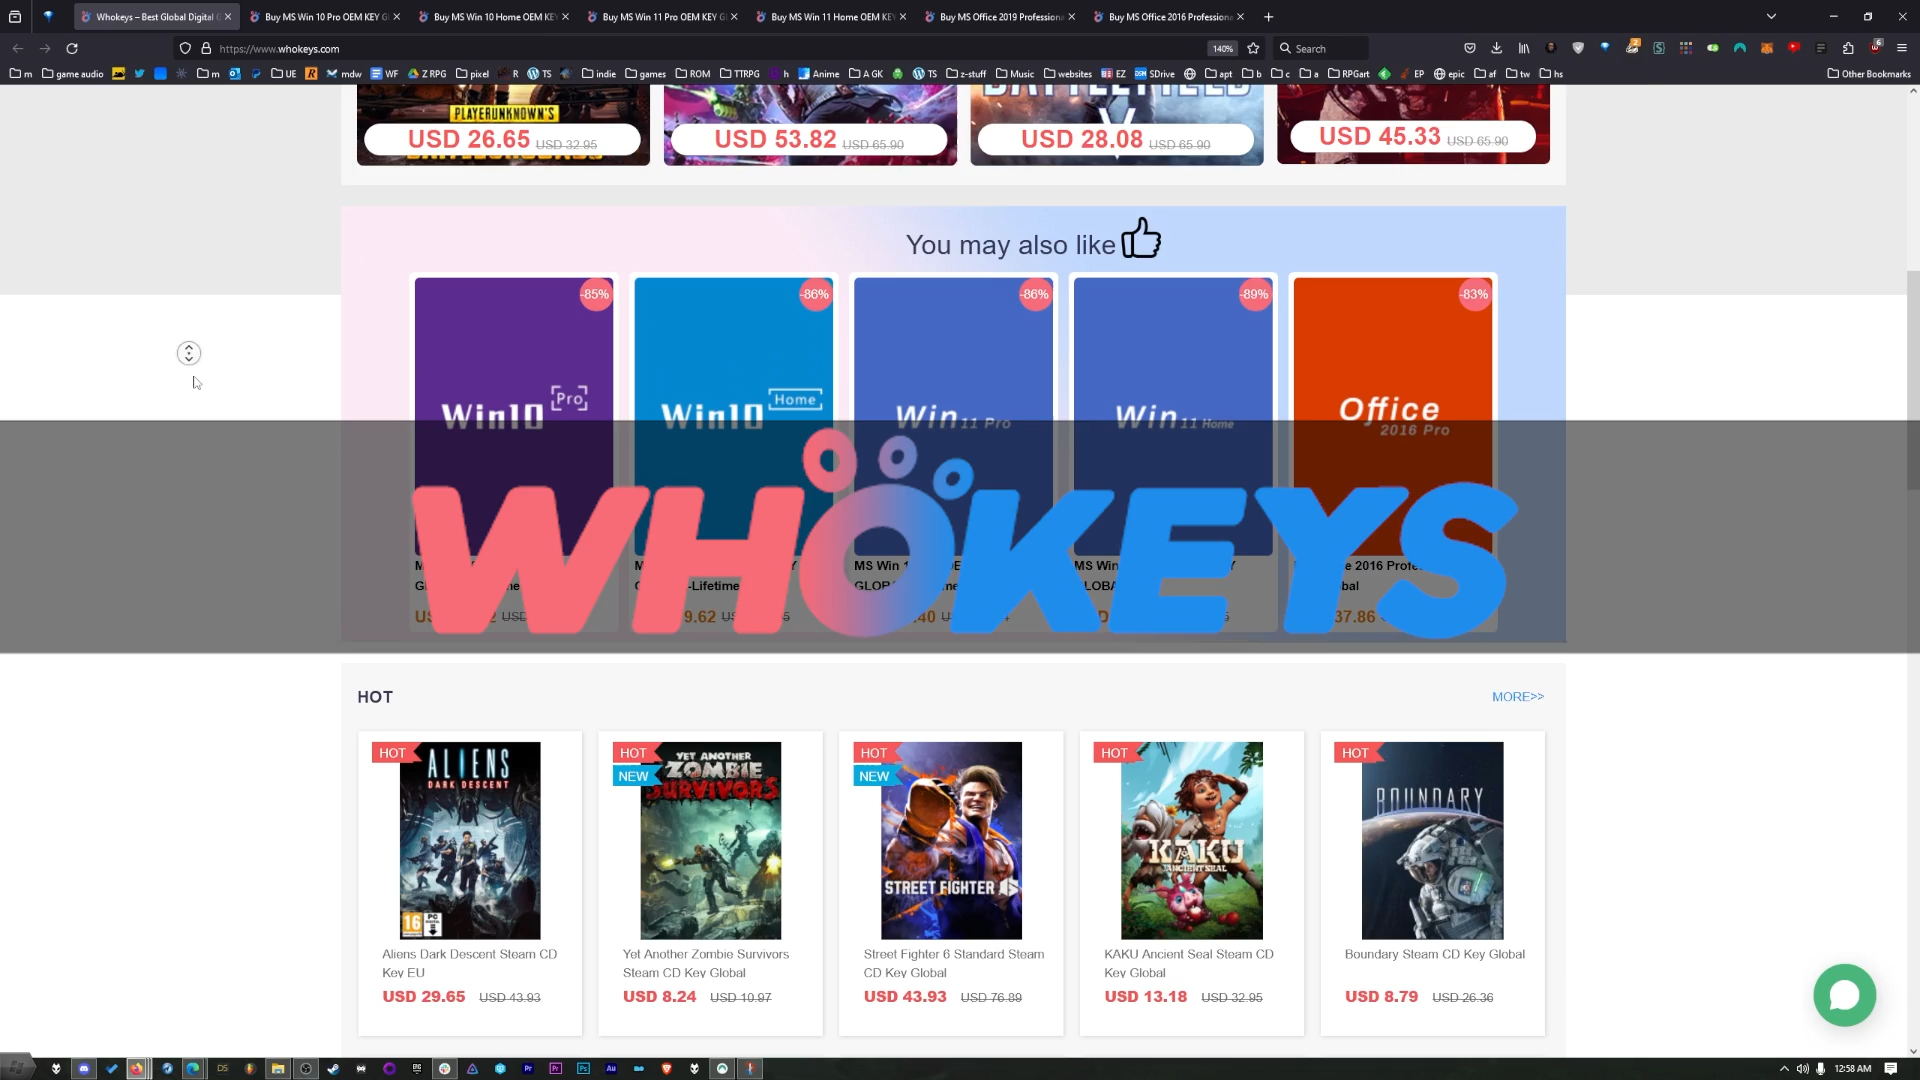 Whokeys – Best Global Digital G
Buy MS Win 10 Pro OEM KEY GL
Buy MS Win 10 Home OEM KEY
Buy MS Win 11 Pro OEM KEY GL
Buy MS Win 11 Home OEM KEY
Buy MS Office 2019 Professiona
Buy MS Office 2016 Professiona
https://www.whokeys.com
140%
Search
m
game audio
m
UE
mdw
WF
Z RPG
pixel
R
TS
indie
games
ROM
TTRPG
h
Anime
A GK
TS
z-stuff
Music
websites
EZ
SDrive
apt
b
c
a
RPGart
EP
epic
af
tw
hs
Other Bookmarks
PLAYERUNKNOWN'S
BATTLEFIELD
V
USD 26.65 USD 32.95
USD 53.82 USD 65.90
USD 28.08 USD 65.90
USD 45.33 USD 65.90
You may also like
-85%
-86%
-86%
-89%
-83%
Win10 Pro
Win10 Home
Win 11 Pro
Win 11 Home
Office
2016 Pro
WHOKEYS
HOT
MORE>>
HOT
ALIENS
DARK DESCENT
16
PC
Aliens Dark Descent Steam CD
Key EU
USD 29.65 USD 43.93
HOT
NEW
YET ANOTHER
ZOMBIE
SURVIVORS
Yet Another Zombie Survivors
Steam CD Key Global
USD 8.24 USD 10.97
HOT
NEW
STREET FIGHTER 6
Street Fighter 6 Standard Steam
CD Key Global
USD 43.93 USD 76.89
HOT
KAKU
ANCIENT SEAL
KAKU Ancient Seal Steam CD
Key Global
USD 13.18 USD 32.95
HOT
BOUNDARY
Boundary Steam CD Key Global
USD 8.79 USD 26.36
12:58 AM